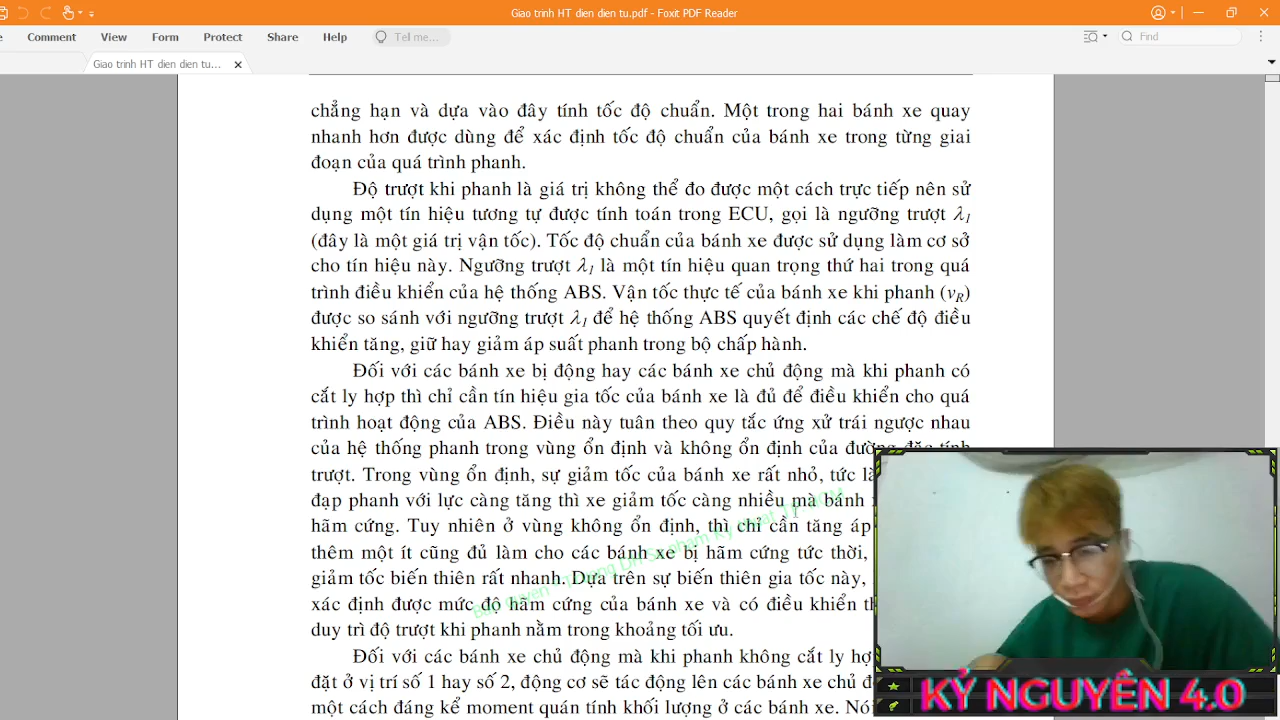 Giao trinh HT dien dien tu.pdf - Foxit PDF Reader
Comment View Form Protect Share Help Tell me... Find
Giao trinh HT dien dien tu...
chẳng hạn và dựa vào đây tính tốc độ chuẩn. Một trong hai bánh xe quay
nhanh hơn được dùng để xác định tốc độ chuẩn của bánh xe trong từng giai
đoạn của quá trình phanh.
Độ trượt khi phanh là giá trị không thể đo được một cách trực tiếp nên sử
dụng một tín hiệu tương tự được tính toán trong ECU, gọi là ngưỡng trượt λ1
(đây là một giá trị vận tốc). Tốc độ chuẩn của bánh xe được sử dụng làm cơ sở
cho tín hiệu này. Ngưỡng trượt λ1 là một tín hiệu quan trọng thứ hai trong quá
trình điều khiển của hệ thống ABS. Vận tốc thực tế của bánh xe khi phanh (vR)
được so sánh với ngưỡng trượt λ1 để hệ thống ABS quyết định các chế độ điều
khiển tăng, giữ hay giảm áp suất phanh trong bộ chấp hành.
Đối với các bánh xe bị động hay các bánh xe chủ động mà khi phanh có
cắt ly hợp thì chỉ cần tín hiệu gia tốc của bánh xe là đủ để điều khiển cho quá
trình hoạt động của ABS. Điều này tuân theo quy tắc ứng xử trái ngược nhau
của hệ thống phanh trong vùng ổn định và không ổn định của đường đặc tính
trượt. Trong vùng ổn định, sự giảm tốc của bánh xe rất nhỏ, tức
đạp phanh với lực càng tăng thì xe giảm tốc càng nhiều mà bánh
hãm cứng. Tuy nhiên ở vùng không ổn định, thì chỉ cần tăng áp
thêm một ít cũng đủ làm cho các bánh xe bị hãm cứng tức thời,
giảm tốc biến thiên rất nhanh. Dựa trên sự biến thiên gia tốc này,
xác định được mức độ hãm cứng của bánh xe và có điều khiển
duy trì độ trượt khi phanh nằm trong khoảng tối ưu.
Đối với các bánh xe chủ động mà khi phanh không cắt ly
đặt ở vị trí số 1 hay số 2, động cơ sẽ tác động lên các bánh xe chủ
một cách đáng kể moment quán tính khối lượng ở các bánh xe. Nó
KỶ NGUYÊN 4.0